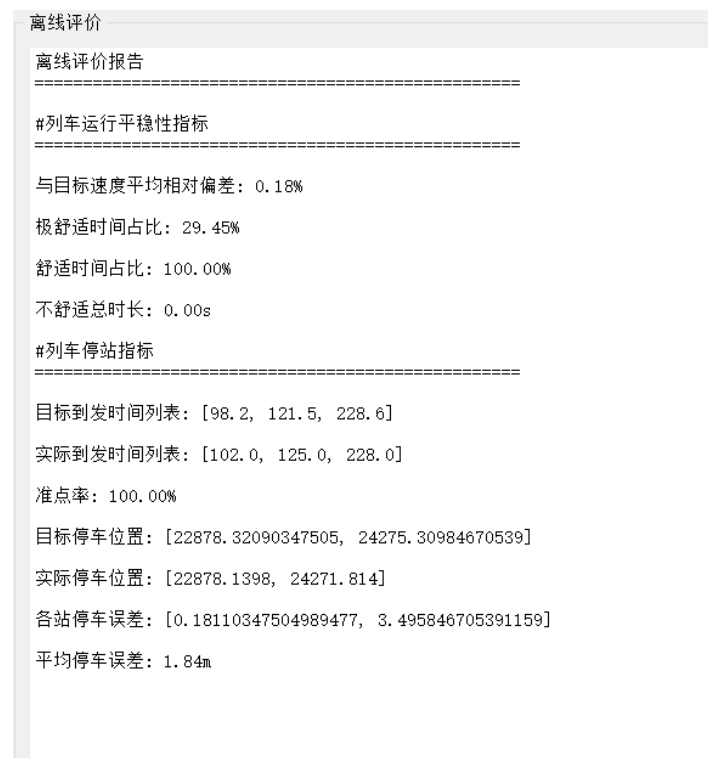 离线评价
离线评价报告
==================================================
#列车运行平稳性指标
==================================================
与目标速度平均相对偏差: 0.18%
极舒适时间占比: 29.45%
舒适时间占比: 100.00%
不舒适总时长: 0.00s
#列车停站指标
==================================================
目标到发时间列表: [98.2, 121.5, 228.6]
实际到发时间列表: [102.0, 125.0, 228.0]
准点率: 100.00%
目标停车位置: [22878.32090347505, 24275.30984670539]
实际停车位置: [22878.1398, 24271.814]
各站停车误差: [0.18110347504989477, 3.495846705391159]
平均停车误差: 1.84m